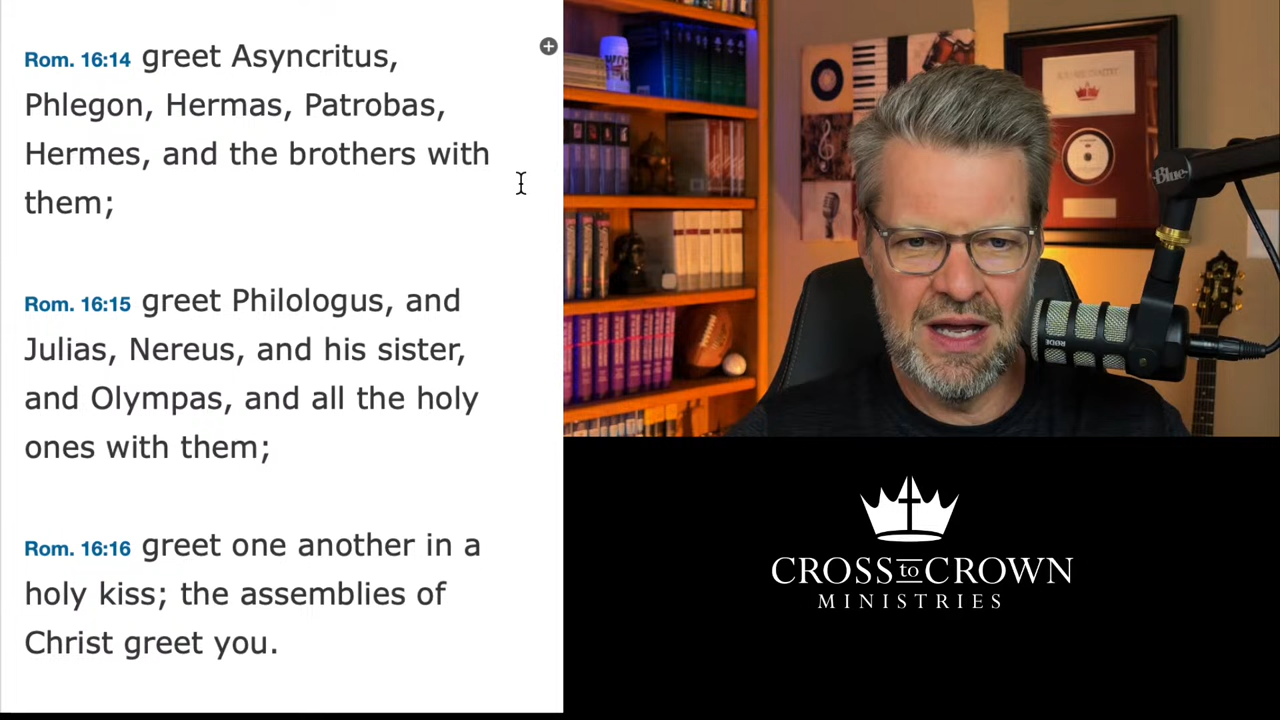 Rom. 16:14 greet Asyncritus,
Phlegon, Hermas, Patrobas,
Hermes, and the brothers with
them;
Rom. 16:15 greet Philologus, and
Julias, Nereus, and his sister,
and Olympas, and all the holy
ones with them;
Rom. 16:16 greet one another in a
holy kiss; the assemblies of
Christ greet you.
Blue
RØDE
CROSS to CROWN
MINISTRIES